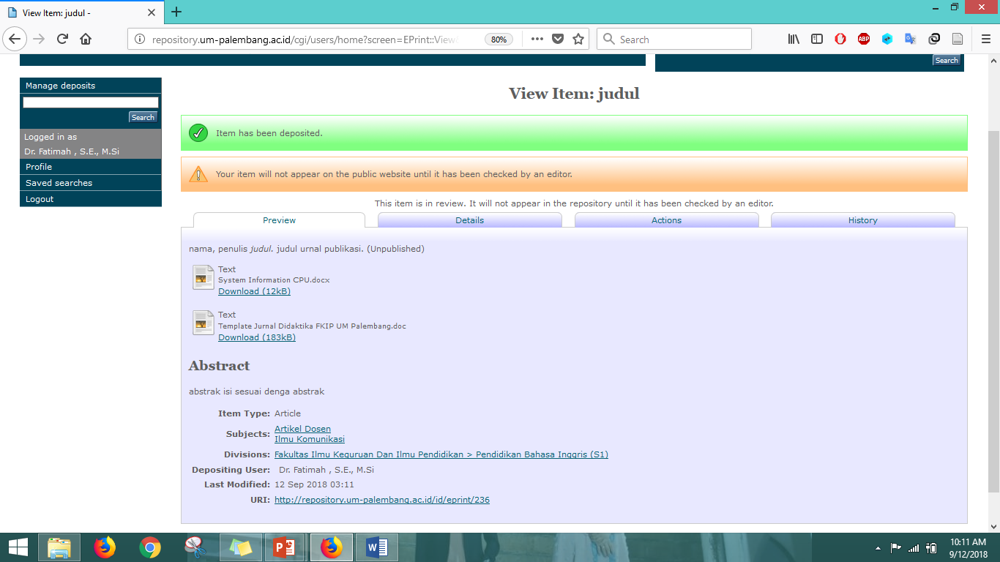 View Item: judul -
repository.um-palembang.ac.id/cgi/users/home?screen=EPrint::View
80%
Search
ABP
Search
Manage deposits
Search
Logged in as
Dr. Fatimah , S.E., M.Si
Profile
Saved searches
Logout
View Item: judul
Item has been deposited.
Your item will not appear on the public website until it has been checked by an editor.
This item is in review. It will not appear in the repository until it has been checked by an editor.
Preview Details Actions History
nama, penulis judul. judul urnal publikasi. (Unpublished)
Text
System Information CPU.docx
Download (12kB)
Text
Template Jurnal Didaktika FKIP UM Palembang.doc
Download (183kB)
Abstract
abstrak isi sesuai denga abstrak
Item Type: Article
Subjects: Artikel Dosen
Ilmu Komunikasi
Divisions: Fakultas Ilmu Keguruan Dan Ilmu Pendidikan > Pendidikan Bahasa Inggris (S1)
Depositing User: Dr. Fatimah , S.E., M.Si
Last Modified: 12 Sep 2018 03:11
URI: http://repository.um-palembang.ac.id/id/eprint/236
10:11 AM
9/12/2018